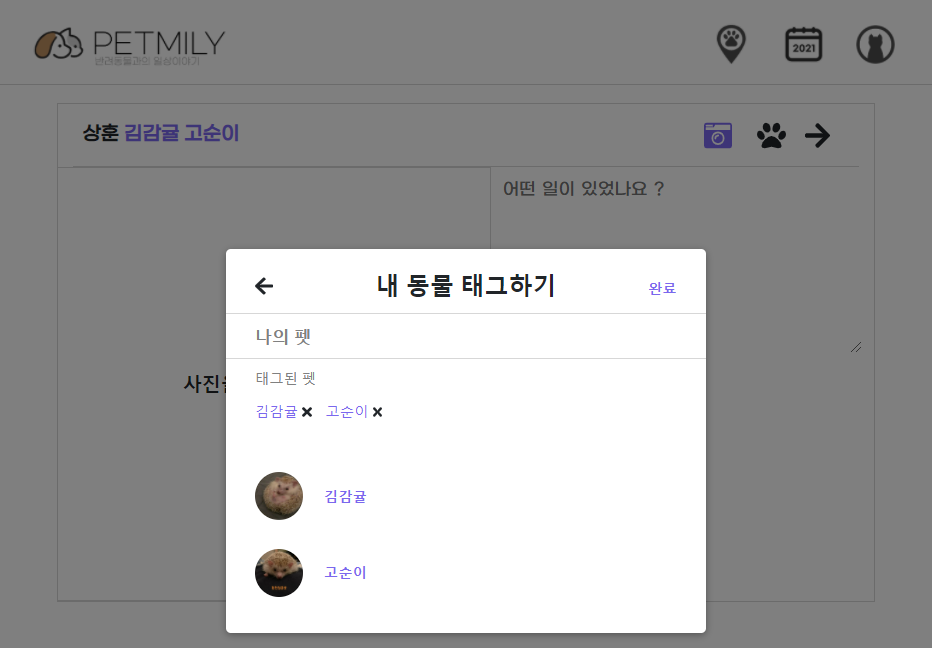 PETMILY
반려동물과의 일상이야기
2021
상훈 김감귤 고순이
어떤 일이 있었나요 ?
내 동물 태그하기
완료
나의 펫
태그된 펫
김감귤 고순이
사진을
김감귤
고순이